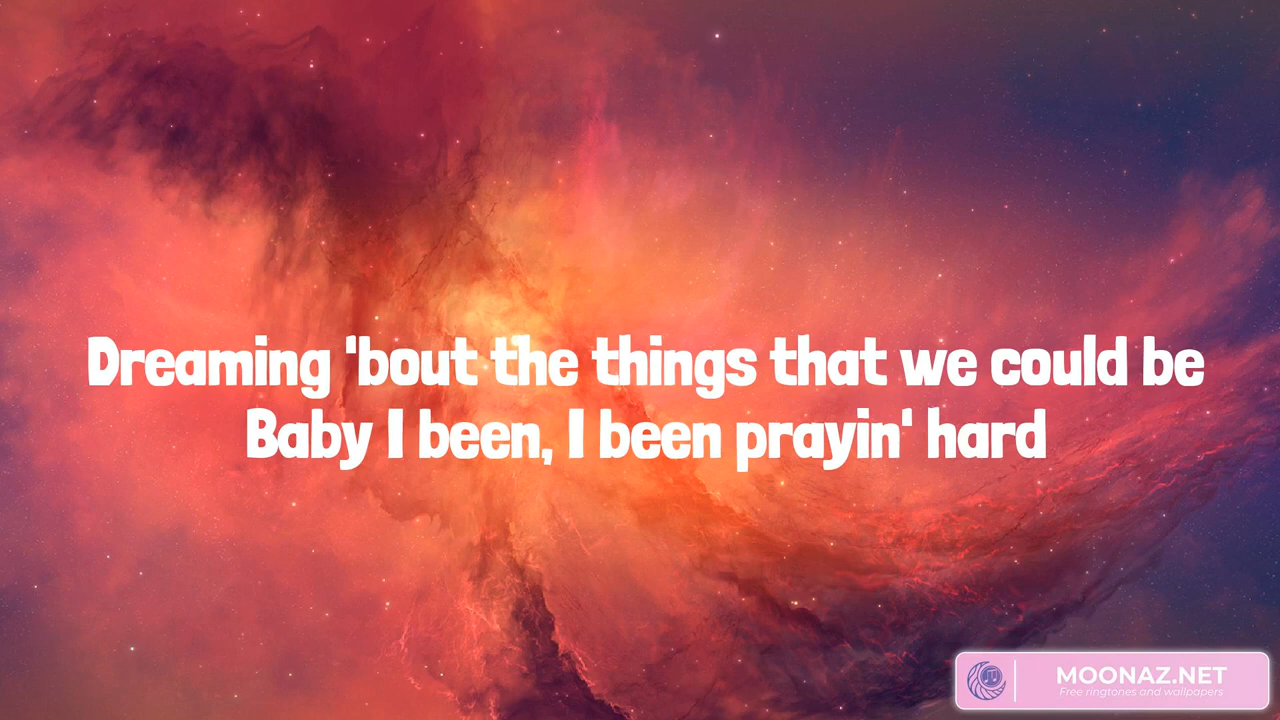 Dreaming 'bout the things that we could be
Baby I been, I been prayin' hard
MOONAZ.NET
Free ringtones and wallpapers